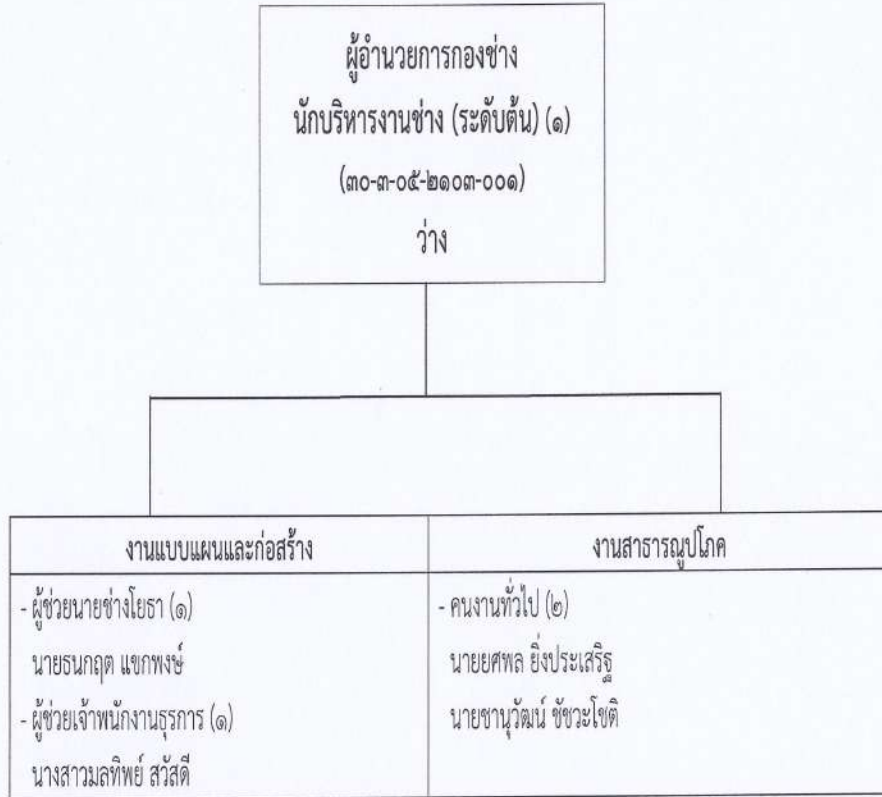 ผู้อำนวยการกองช่าง
นักบริหารงานช่าง (ระดับต้น) (๑)
(๓๐-๓-๐๕-๒๑๐๓-๐๐๑)
ว่าง
งานแบบแผนและก่อสร้าง
งานสาธารณูปโภค
- ผู้ช่วยนายช่างโยธา (๑)
นายธนกฤต แขกพงษ์
- ผู้ช่วยเจ้าพนักงานธุรการ (๑)
นางสาวมลทิพย์ สวัสดี
- คนงานทั่วไป (๒)
นายยศพล ยิ่งประเสริฐ
นายชานุวัฒน์ ชัชวะโชติ